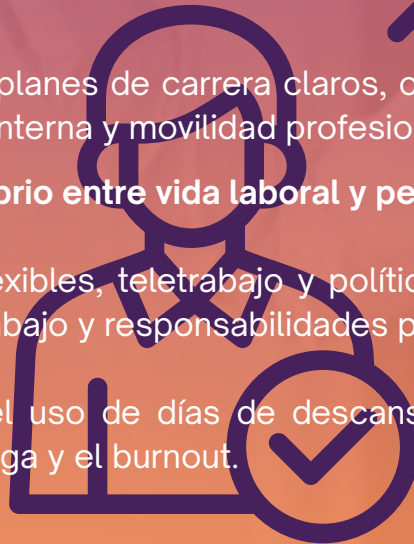 planes de carrera claros, c
nterna y movilidad profesio
brio entre vida laboral y pe
exibles, teletrabajo y polític
bajo y responsabilidades p
el uso de días de descans
ga y el burnout.